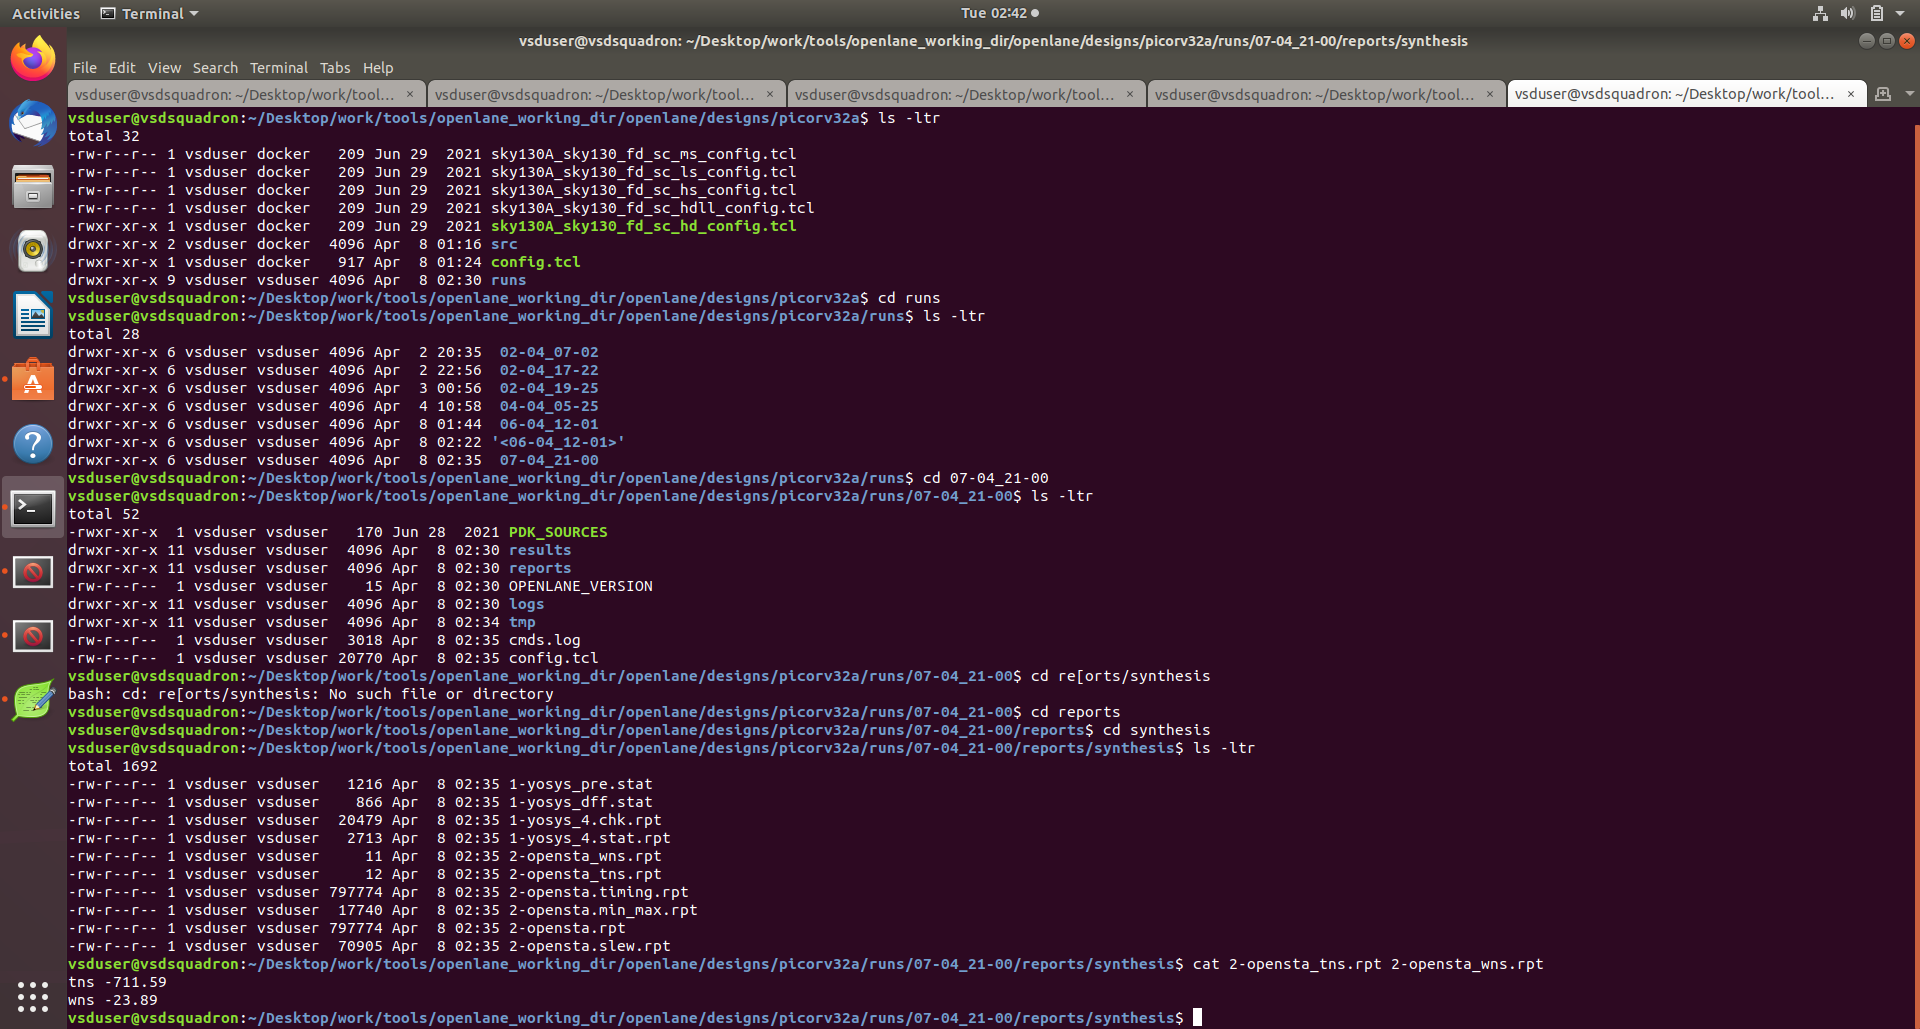 Activities Terminal Tue 02:42
vsduser@vsdsquadron: ~/Desktop/work/tools/openlane_working_dir/openlane/designs/picorv32a/runs/07-04_21-00/reports/synthesis
File Edit View Search Terminal Tabs Help
vsduser@vsdsquadron: ~/Desktop/work/tool... × vsduser@vsdsquadron: ~/Desktop/work/tool... × vsduser@vsdsquadron: ~/Desktop/work/tool... × vsduser@vsdsquadron: ~/Desktop/work/tool... × vsduser@vsdsquadron: ~/Desktop/work/tool... ×
vsduser@vsdsquadron:~/Desktop/work/tools/openlane_working_dir/openlane/designs/picorv32a$ ls -ltr
total 32
-rw-r--r-- 1 vsduser docker   209 Jun 29  2021 sky130A_sky130_fd_sc_ms_config.tcl
-rw-r--r-- 1 vsduser docker   209 Jun 29  2021 sky130A_sky130_fd_sc_ls_config.tcl
-rw-r--r-- 1 vsduser docker   209 Jun 29  2021 sky130A_sky130_fd_sc_hs_config.tcl
-rw-r--r-- 1 vsduser docker   209 Jun 29  2021 sky130A_sky130_fd_sc_hdll_config.tcl
-rwxr-xr-x 1 vsduser docker   209 Jun 29  2021 sky130A_sky130_fd_sc_hd_config.tcl
drwxr-xr-x 2 vsduser docker  4096 Apr  8 01:16 src
-rwxr-xr-x 1 vsduser docker   917 Apr  8 01:24 config.tcl
drwxr-xr-x 9 vsduser vsduser 4096 Apr  8 02:30 runs
vsduser@vsdsquadron:~/Desktop/work/tools/openlane_working_dir/openlane/designs/picorv32a$ cd runs
vsduser@vsdsquadron:~/Desktop/work/tools/openlane_working_dir/openlane/designs/picorv32a/runs$ ls -ltr
total 28
drwxr-xr-x 6 vsduser vsduser 4096 Apr  2 20:35  02-04_07-02
drwxr-xr-x 6 vsduser vsduser 4096 Apr  2 22:56  02-04_17-22
drwxr-xr-x 6 vsduser vsduser 4096 Apr  3 00:56  02-04_19-25
drwxr-xr-x 6 vsduser vsduser 4096 Apr  4 10:58  04-04_05-25
drwxr-xr-x 6 vsduser vsduser 4096 Apr  8 01:44  06-04_12-01
drwxr-xr-x 6 vsduser vsduser 4096 Apr  8 02:22 '<06-04_12-01>'
drwxr-xr-x 6 vsduser vsduser 4096 Apr  8 02:35  07-04_21-00
vsduser@vsdsquadron:~/Desktop/work/tools/openlane_working_dir/openlane/designs/picorv32a/runs$ cd 07-04_21-00
vsduser@vsdsquadron:~/Desktop/work/tools/openlane_working_dir/openlane/designs/picorv32a/runs/07-04_21-00$ ls -ltr
total 52
-rwxr-xr-x  1 vsduser vsduser   170 Jun 28  2021 PDK_SOURCES
drwxr-xr-x 11 vsduser vsduser  4096 Apr  8 02:30 results
drwxr-xr-x 11 vsduser vsduser  4096 Apr  8 02:30 reports
-rw-r--r--  1 vsduser vsduser    15 Apr  8 02:30 OPENLANE_VERSION
drwxr-xr-x 11 vsduser vsduser  4096 Apr  8 02:30 logs
drwxr-xr-x 11 vsduser vsduser  4096 Apr  8 02:34 tmp
-rw-r--r--  1 vsduser vsduser  3018 Apr  8 02:35 cmds.log
-rw-r--r--  1 vsduser vsduser 20770 Apr  8 02:35 config.tcl
vsduser@vsdsquadron:~/Desktop/work/tools/openlane_working_dir/openlane/designs/picorv32a/runs/07-04_21-00$ cd re[orts/synthesis
bash: cd: re[orts/synthesis: No such file or directory
vsduser@vsdsquadron:~/Desktop/work/tools/openlane_working_dir/openlane/designs/picorv32a/runs/07-04_21-00$ cd reports
vsduser@vsdsquadron:~/Desktop/work/tools/openlane_working_dir/openlane/designs/picorv32a/runs/07-04_21-00/reports$ cd synthesis
vsduser@vsdsquadron:~/Desktop/work/tools/openlane_working_dir/openlane/designs/picorv32a/runs/07-04_21-00/reports/synthesis$ ls -ltr
total 1692
-rw-r--r-- 1 vsduser vsduser   1216 Apr  8 02:35 1-yosys_pre.stat
-rw-r--r-- 1 vsduser vsduser    866 Apr  8 02:35 1-yosys_dff.stat
-rw-r--r-- 1 vsduser vsduser  20479 Apr  8 02:35 1-yosys_4.chk.rpt
-rw-r--r-- 1 vsduser vsduser   2713 Apr  8 02:35 1-yosys_4.stat.rpt
-rw-r--r-- 1 vsduser vsduser     11 Apr  8 02:35 2-opensta_wns.rpt
-rw-r--r-- 1 vsduser vsduser     12 Apr  8 02:35 2-opensta_tns.rpt
-rw-r--r-- 1 vsduser vsduser 797774 Apr  8 02:35 2-opensta.timing.rpt
-rw-r--r-- 1 vsduser vsduser  17740 Apr  8 02:35 2-opensta.min_max.rpt
-rw-r--r-- 1 vsduser vsduser 797774 Apr  8 02:35 2-opensta.rpt
-rw-r--r-- 1 vsduser vsduser  70905 Apr  8 02:35 2-opensta.slew.rpt
vsduser@vsdsquadron:~/Desktop/work/tools/openlane_working_dir/openlane/designs/picorv32a/runs/07-04_21-00/reports/synthesis$ cat 2-opensta_tns.rpt 2-opensta_wns.rpt
tns -711.59
wns -23.89
vsduser@vsdsquadron:~/Desktop/work/tools/openlane_working_dir/openlane/designs/picorv32a/runs/07-04_21-00/reports/synthesis$